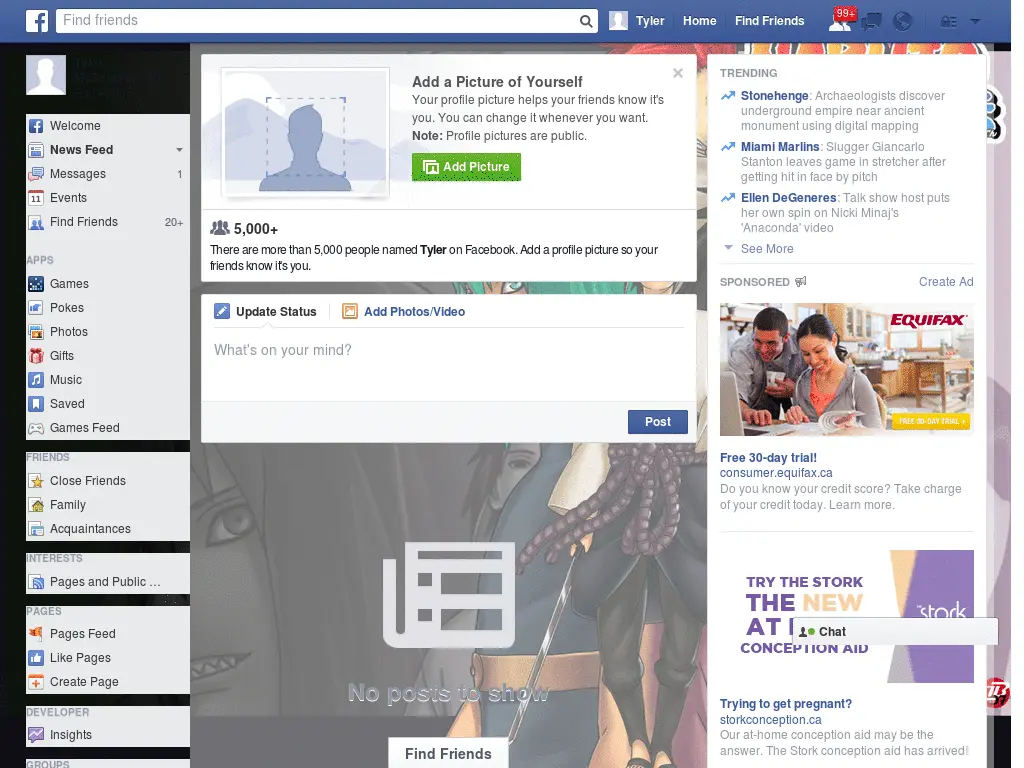 Find friends
Tyler
Home
Find Friends
99+
Welcome
News Feed
Messages 1
11 Events
Find Friends 20+
APPS
Games
Pokes
Photos
Gifts
Music
Saved
Games Feed
FRIENDS
Close Friends
Family
Acquaintances
INTERESTS
Pages and Public ...
PAGES
Pages Feed
Like Pages
Create Page
DEVELOPER
Insights
GROUPS
Add a Picture of Yourself
Your profile picture helps your friends know it's
you. You can change it whenever you want.
Note: Profile pictures are public.
Add Picture
5,000+
There are more than 5,000 people named Tyler on Facebook. Add a profile picture so your
friends know it's you.
Update Status
Add Photos/Video
What's on your mind?
Post
No posts to show
Find Friends
TRENDING
Stonehenge: Archaeologists discover
underground empire near ancient
monument using digital mapping
Miami Marlins: Slugger Giancarlo
Stanton leaves game in stretcher after
getting hit in face by pitch
Ellen DeGeneres: Talk show host puts
her own spin on Nicki Minaj's
'Anaconda' video
See More
SPONSORED
Create Ad
EQUIFAX
FREE 30-DAY TRIAL >
Free 30-day trial!
consumer.equifax.ca
Do you know your credit score? Take charge
of your credit today. Learn more.
TRY THE STORK
THE NEW
AT
CONCEPTION AID
the stork
Chat
Trying to get pregnant?
storkconception.ca
Our at-home conception aid may be the
answer. The Stork conception aid has arrived!